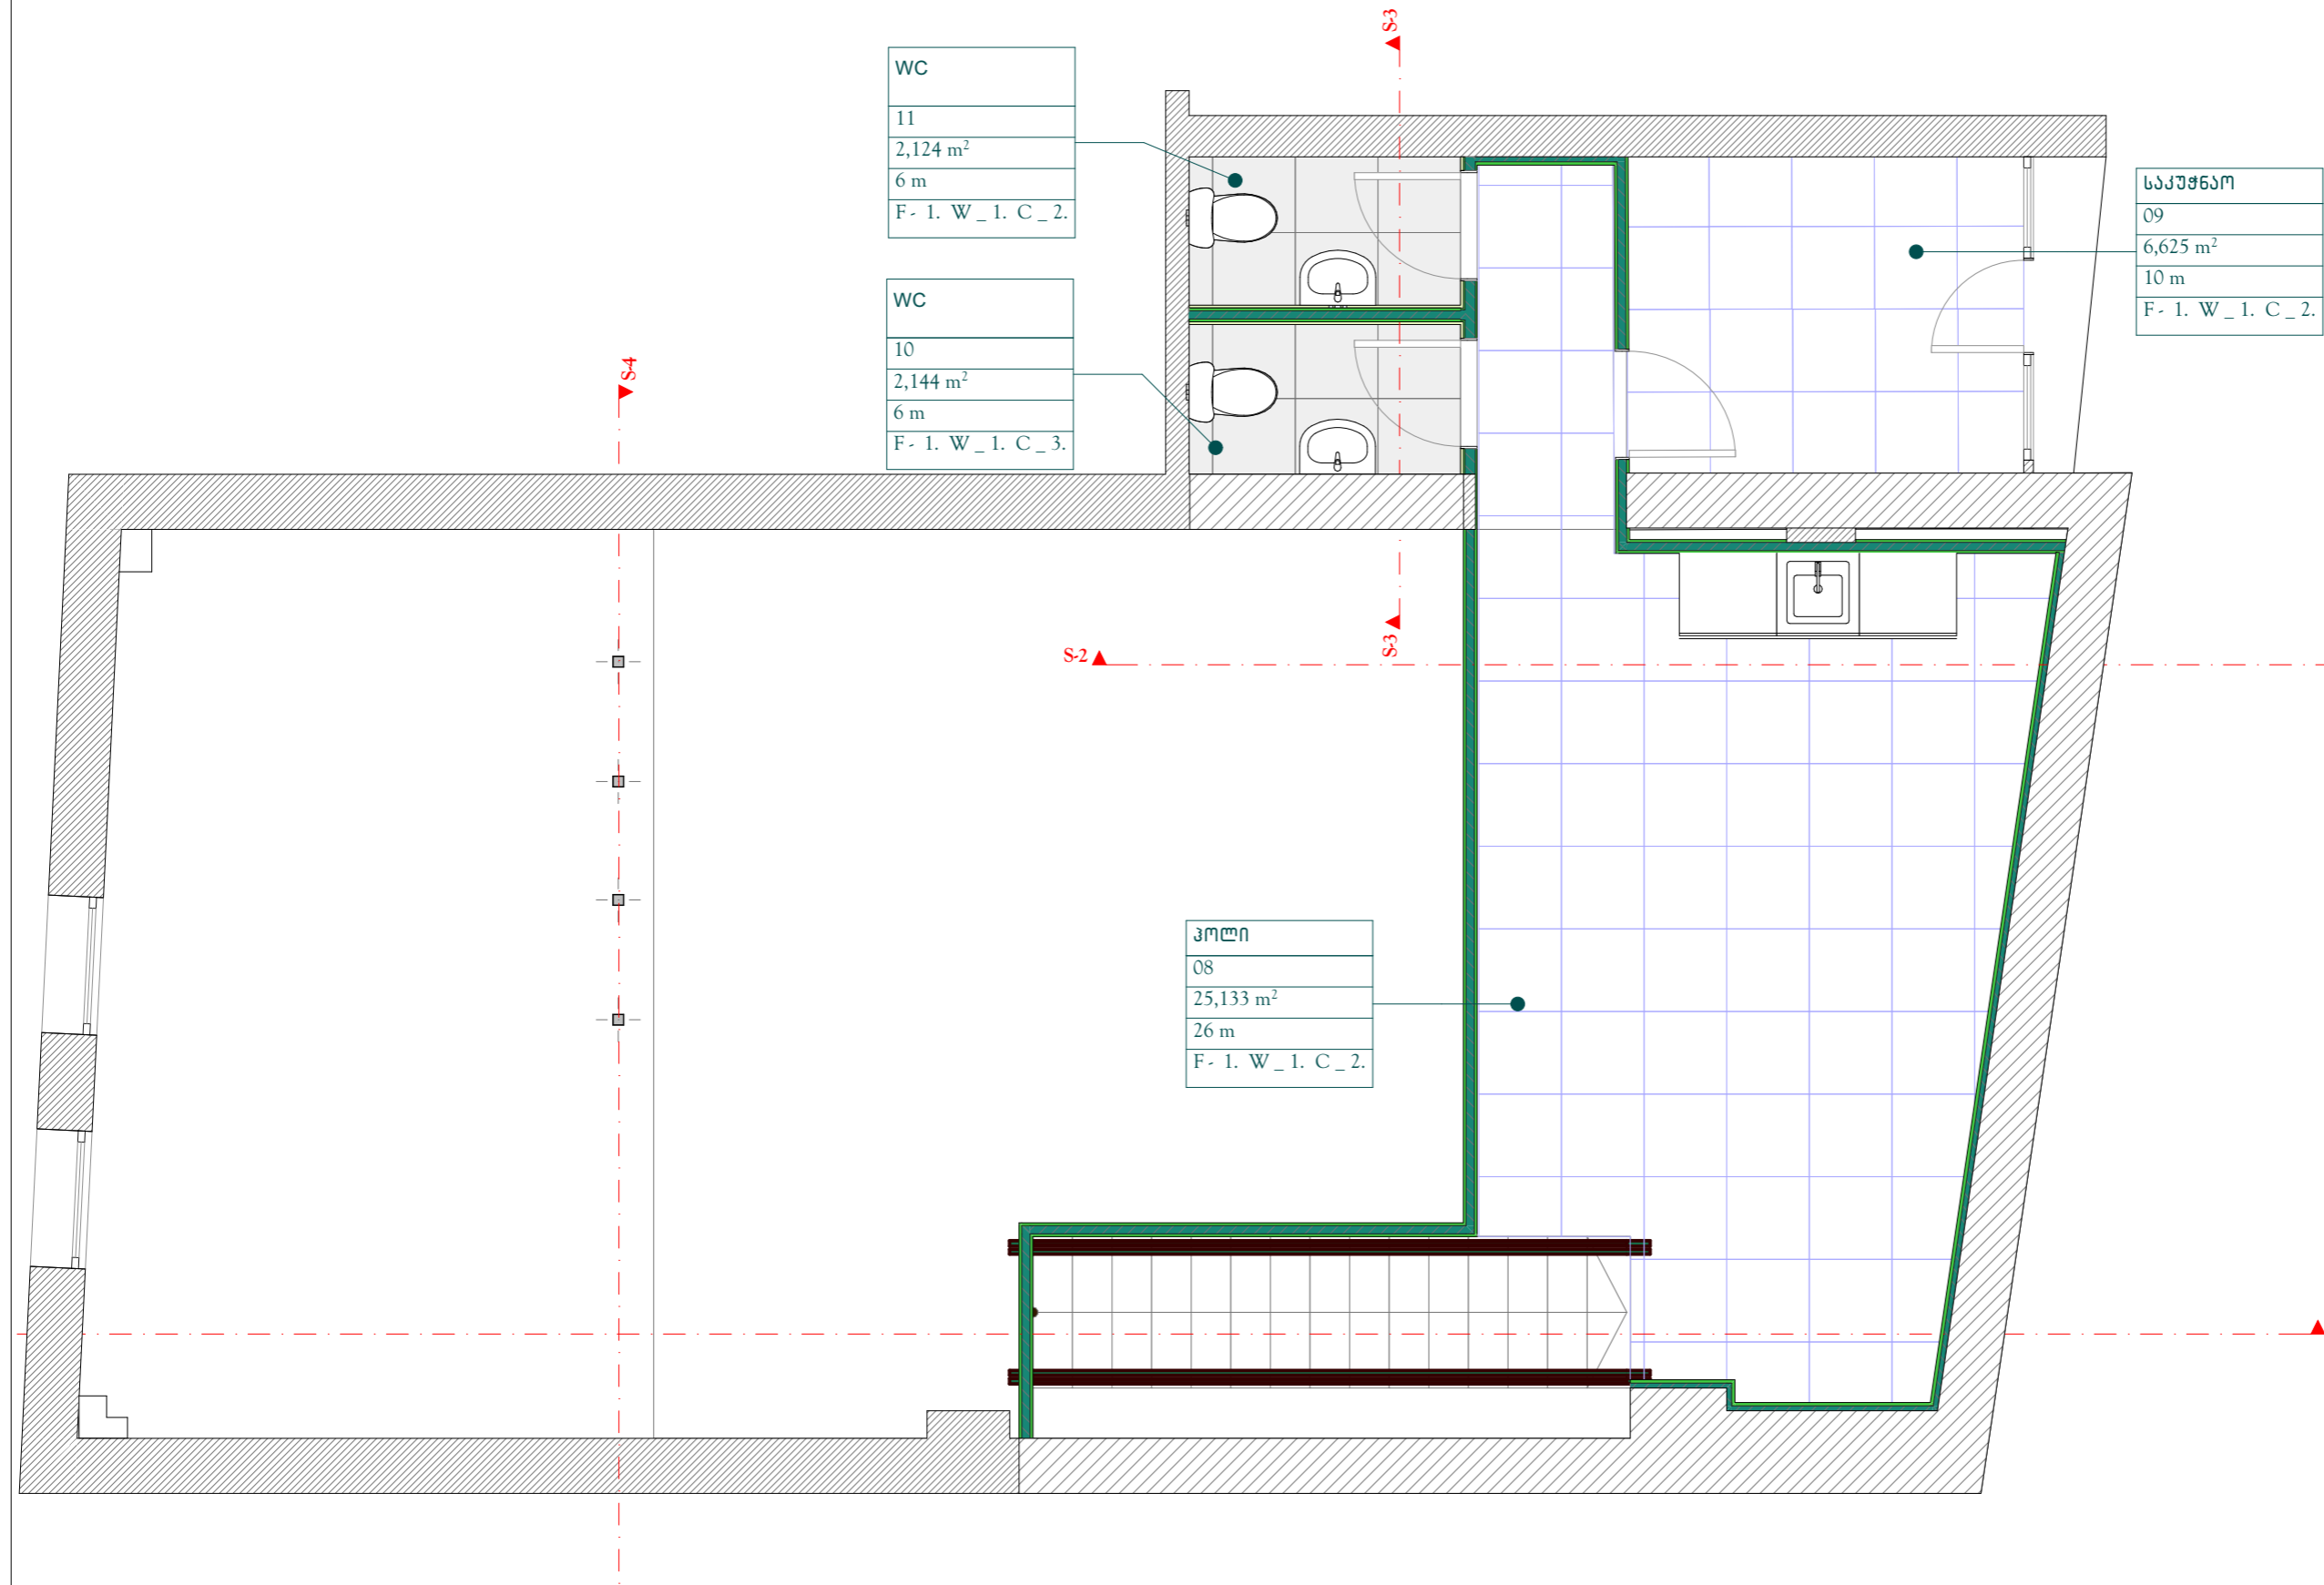 S-3
WC
11
2,124 m²
6 m
F- 1. W _ 1. C _ 2.
საკუჭნაო
09
6,625 m²
10 m
F- 1. W _ 1. C _ 2.
WC
10
2,144 m²
6 m
F- 1. W _ 1. C _ 3.
S-4
S-3
S-2
ჰოლი
08
25,133 m²
26 m
F- 1. W _ 1. C _ 2.